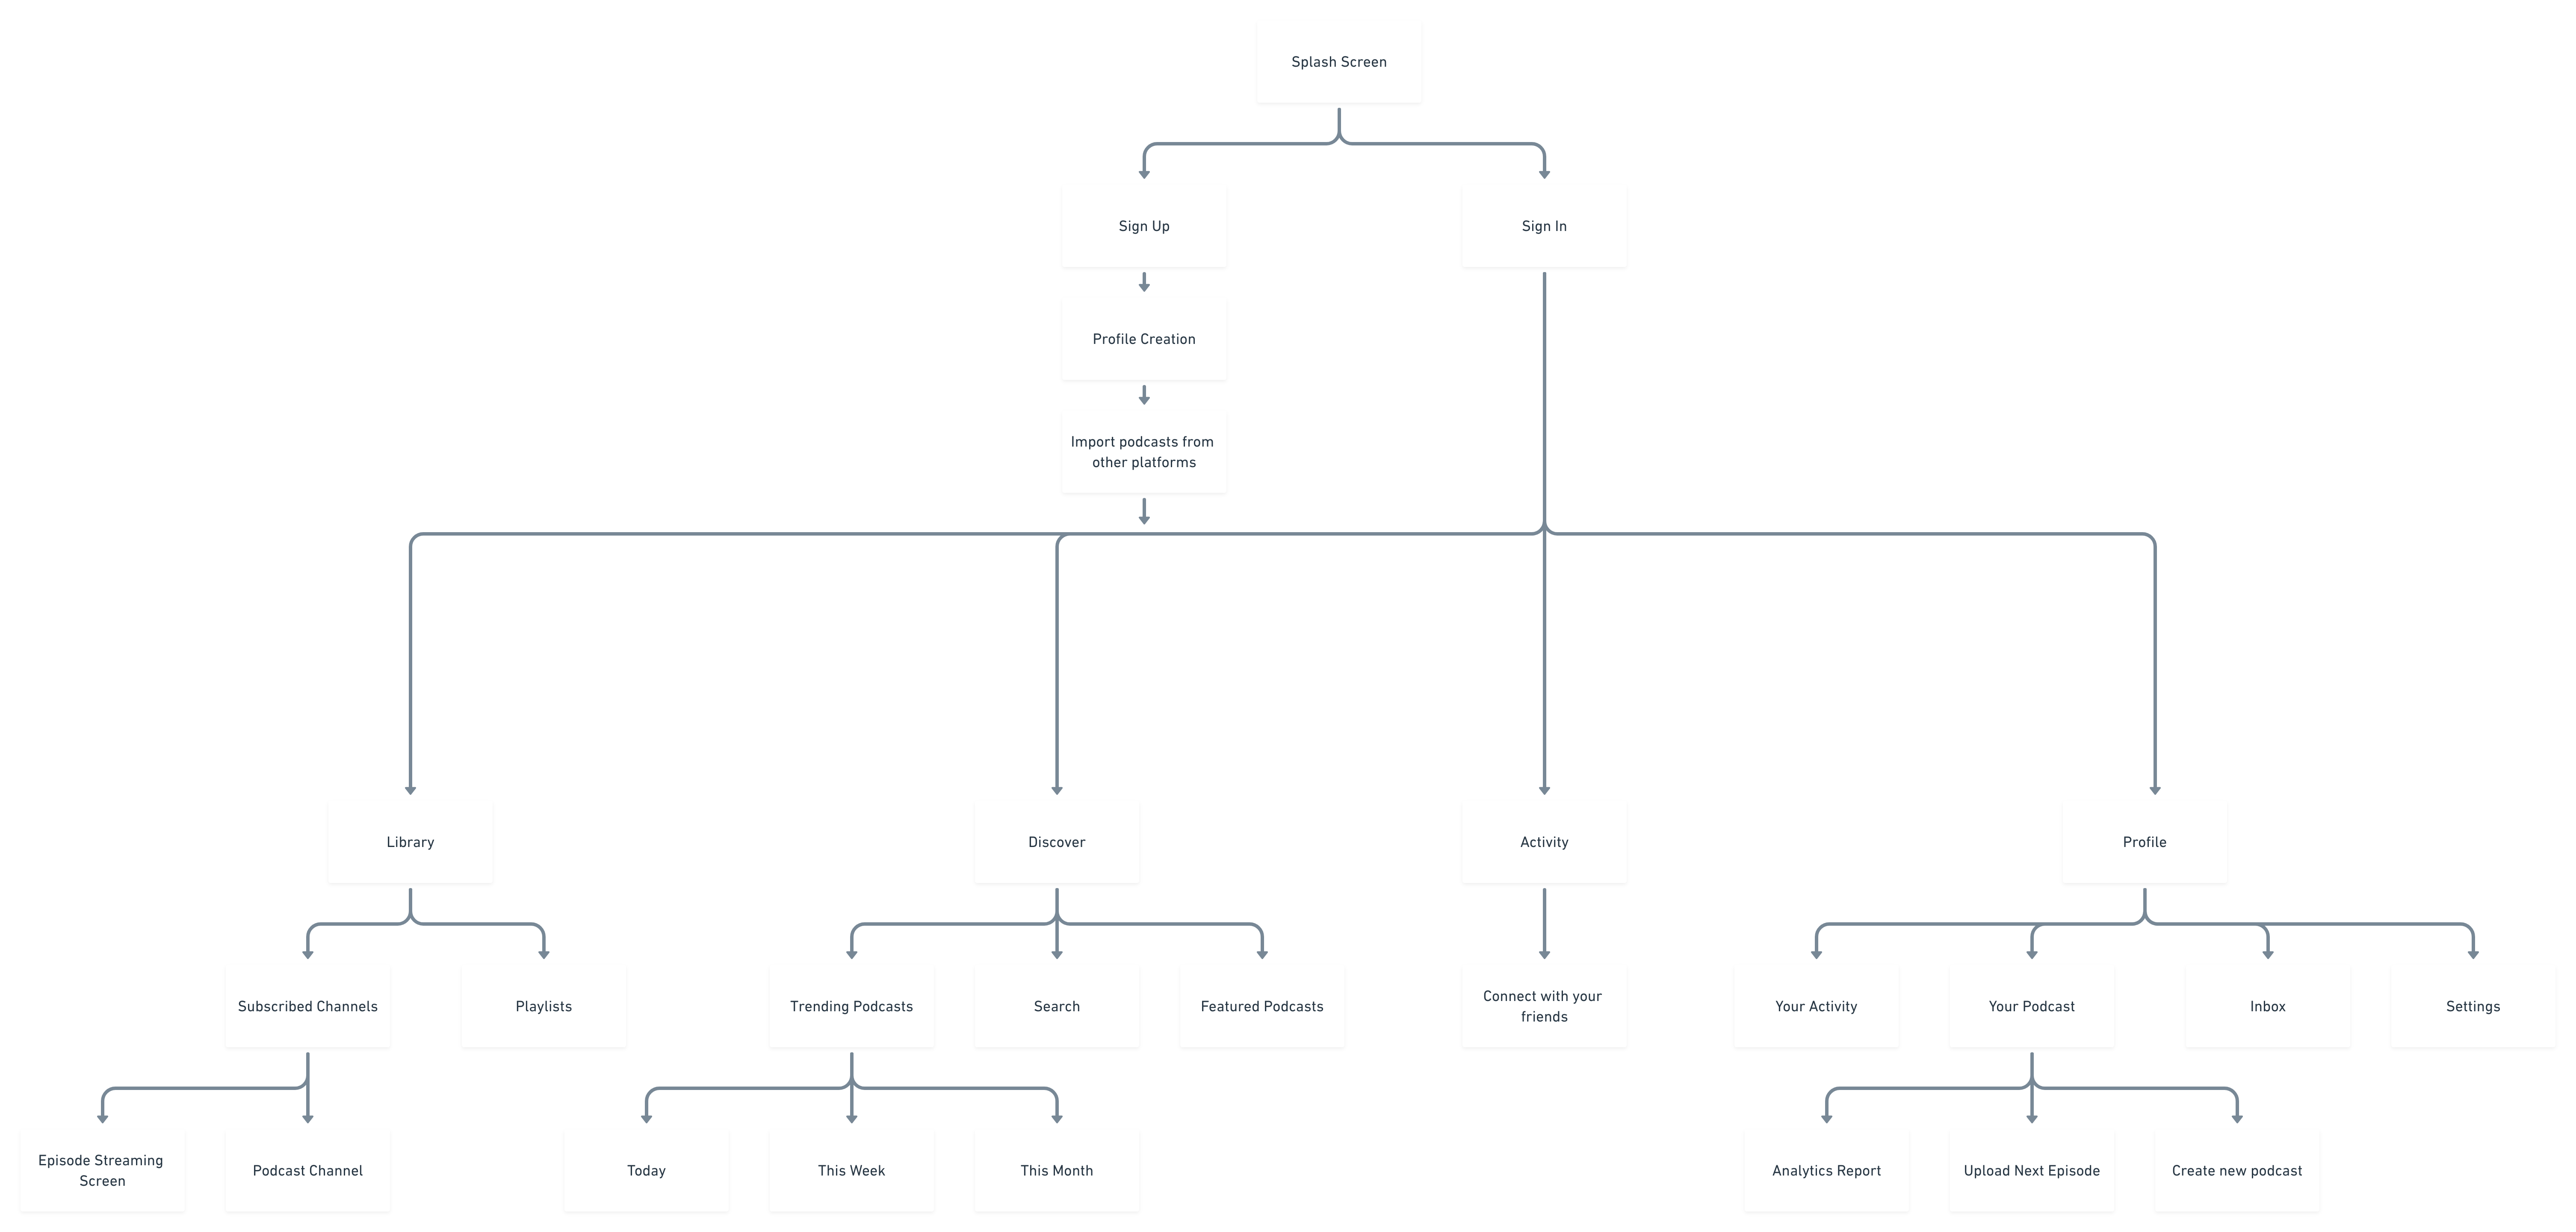 Splash Screen
Sign Up
Sign In
Profile Creation
Import podcasts from
other platforms
Library
Discover
Activity
Profile
Subscribed Channels
Playlists
Trending Podcasts
Search
Featured Podcasts
Connect with your
friends
Your Activity
Your Podcast
Inbox
Settings
Episode Streaming
Screen
Podcast Channel
Today
This Week
This Month
Analytics Report
Upload Next Episode
Create new podcast